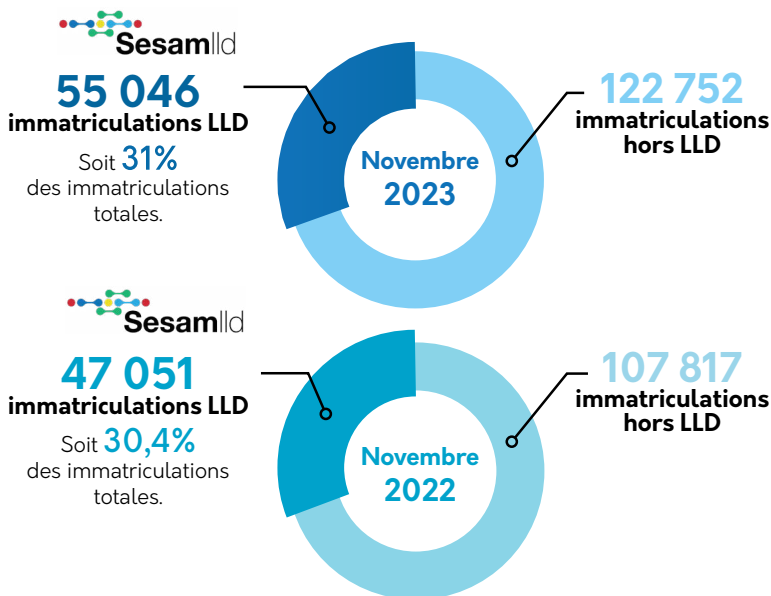 Sesamlld
55 046
immatriculations LLD
Soit 31%
des immatriculations
totales.
Novembre
2023
122 752
immatriculations
hors LLD
Sesamlld
47 051
immatriculations LLD
Soit 30,4%
des immatriculations
totales.
Novembre
2022
107 817
immatriculations
hors LLD